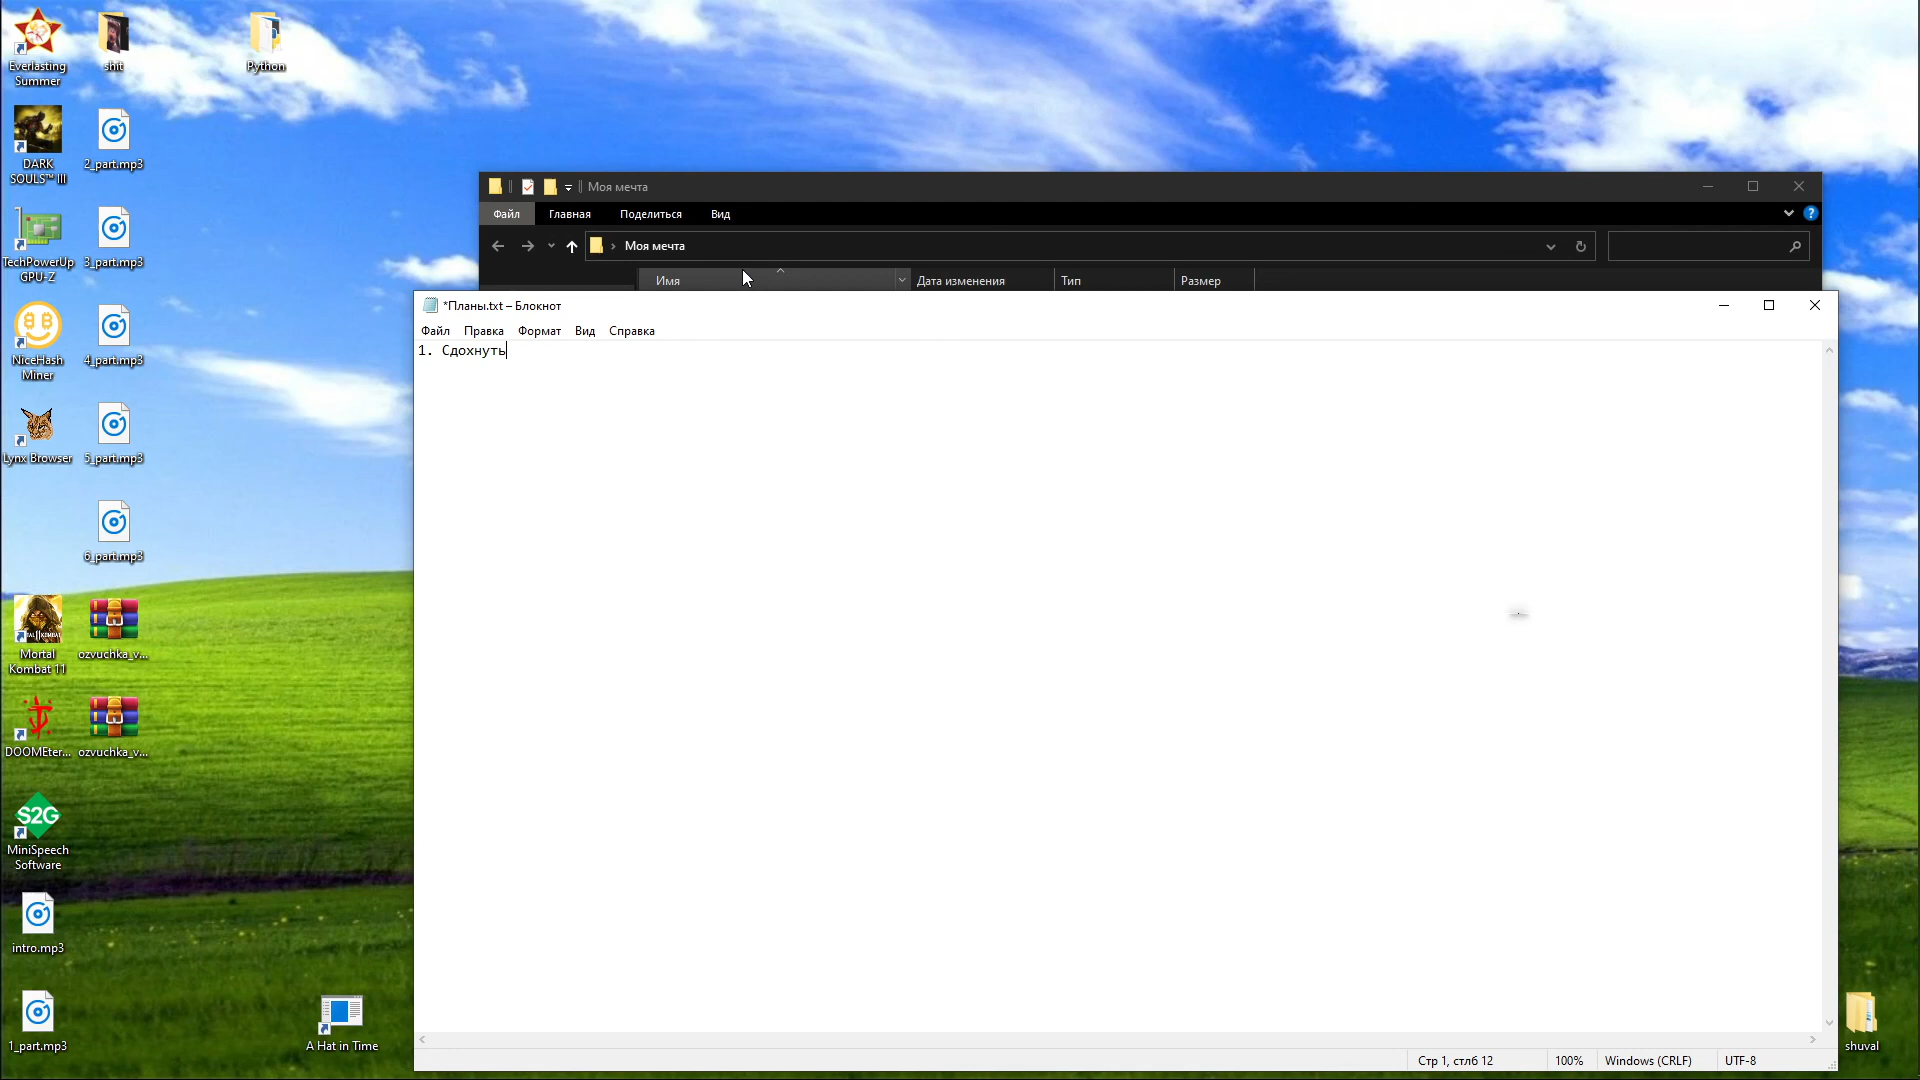 Everlasting
Summer
shit
Python
DARK
SOULS™ III
2_part.mp3
TechPowerUp
GPU-Z
3_part.mp3
NiceHash
Miner
4_part.mp3
Lynx Browser
5_part.mp3
6_part.mp3
Mortal
Kombat 11
ozvuchka_v...
DOOMEter...
ozvuchka_v...
S2G
MiniSpeech
Software
intro.mp3
1_part.mp3
A Hat in Time
shuval
Моя мечта
Файл Главная Поделиться Вид
Моя мечта
Имя Дата изменения Тип Размер
*Планы.txt – Блокнот
Файл Правка Формат Вид Справка
1. Сдохнуть
Стр 1, стлб 12 100% Windows (CRLF) UTF-8